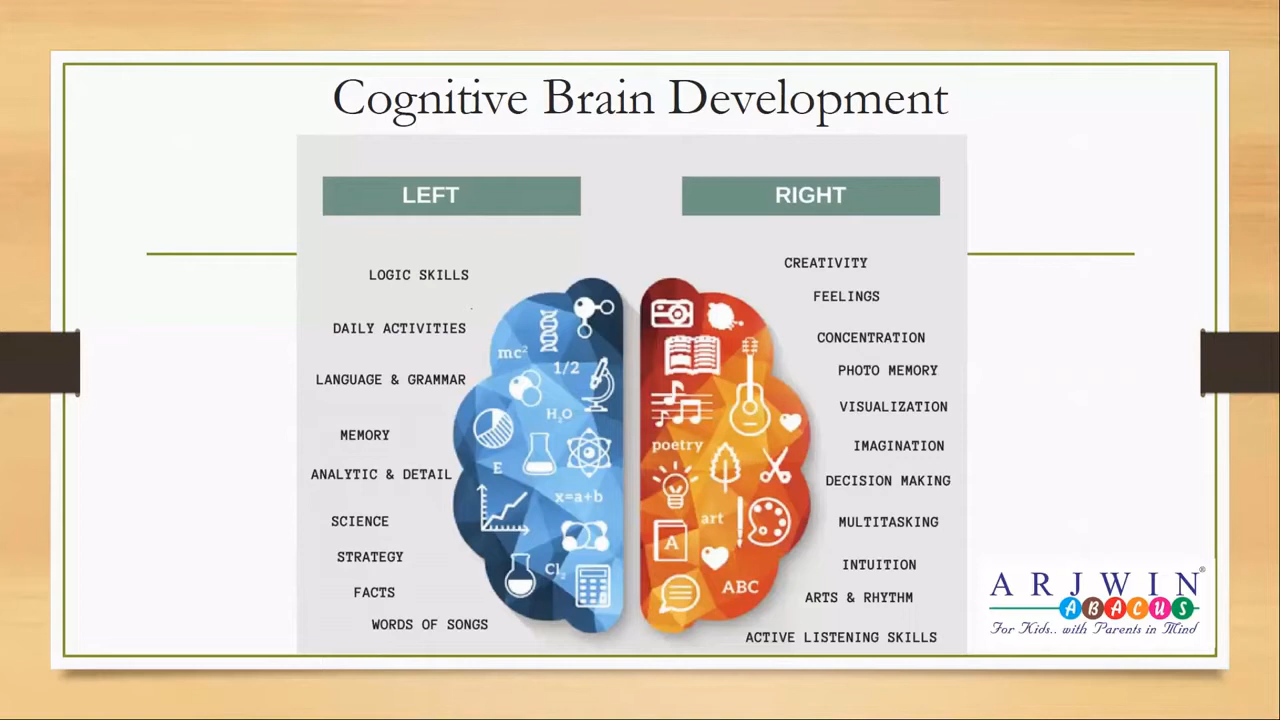 Cognitive Brain Development
LEFT
LOGIC SKILLS
DAILY ACTIVITIES
LANGUAGE & GRAMMAR
MEMORY
ANALYTIC & DETAIL
SCIENCE
STRATEGY
FACTS
WORDS OF SONGS
mc²
1/2
H₂O
E
x=a+b
Cl₂
RIGHT
CREATIVITY
FEELINGS
CONCENTRATION
PHOTO MEMORY
VISUALIZATION
IMAGINATION
DECISION MAKING
MULTITASKING
INTUITION
ARTS & RHYTHM
ACTIVE LISTENING SKILLS
poetry
art
A
ABC
ARJWIN®
ABACUS
For Kids.. with Parents in Mind